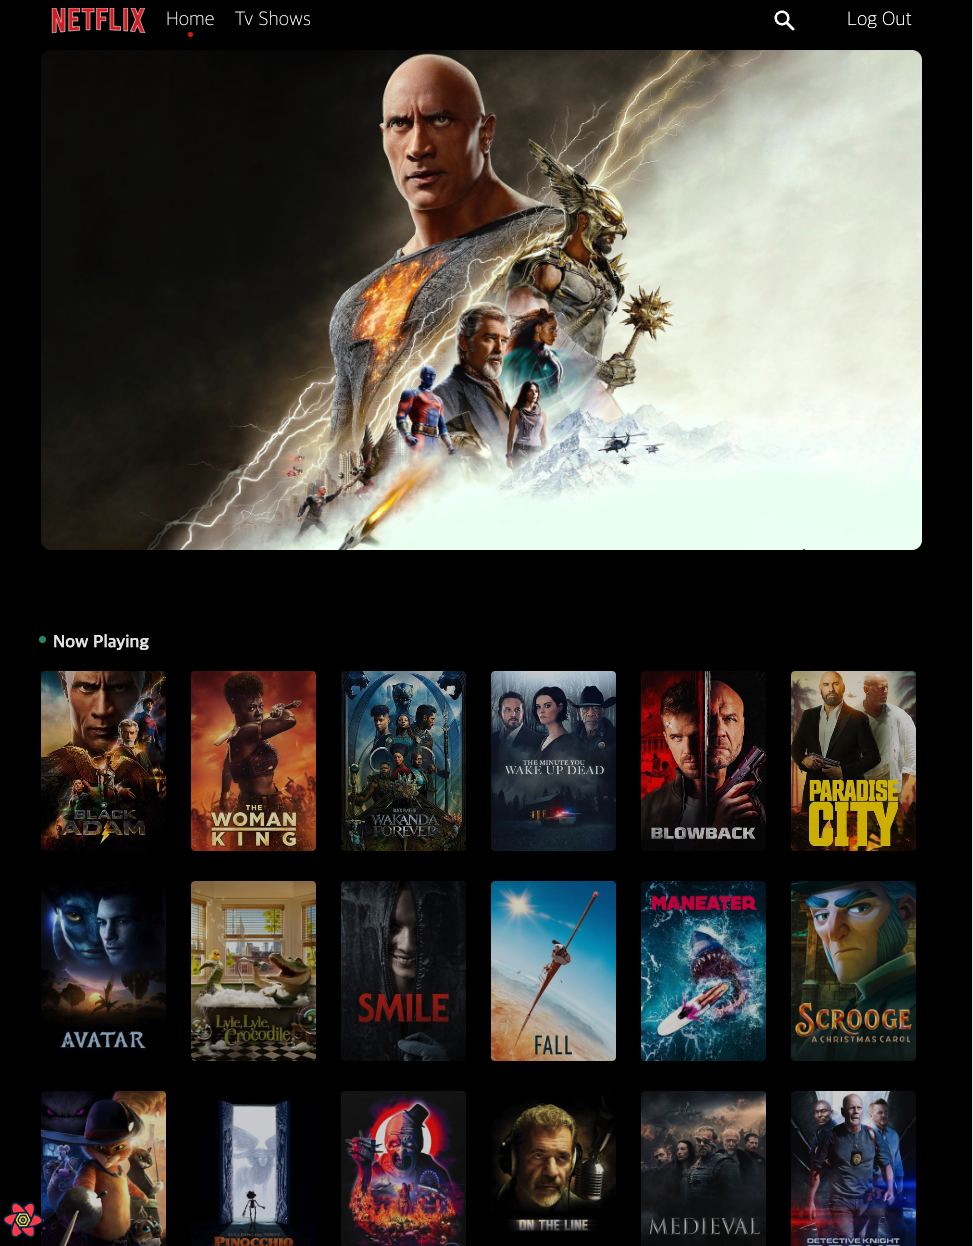 NETFLIX
Home
Tv Shows
Log Out
Now Playing
BLACK
ADAM
THE
WOMAN
KING
BLACK PANTHER
WAKANDA
FOREVER
THE MINUTE YOU
WAKE UP DEAD
BLOWBACK
PARADISE
CITY
AVATAR
Lyle, Lyle,
Crocodile
SMILE
FALL
MANEATER
SCROOGE
A CHRISTMAS CAROL
PINOCCHIO
ON THE LINE
MEDIEVAL
DETECTIVE KNIGHT